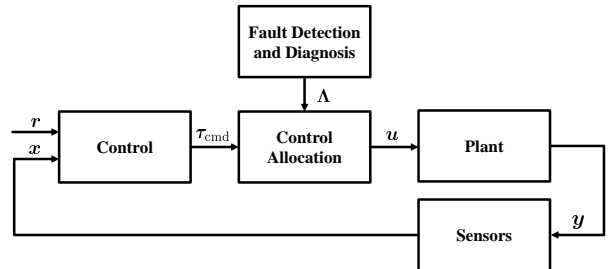 Fault Detection
and Diagnosis
Λ
r
x
Control
τcmd
Control
Allocation
u
Plant
y
Sensors